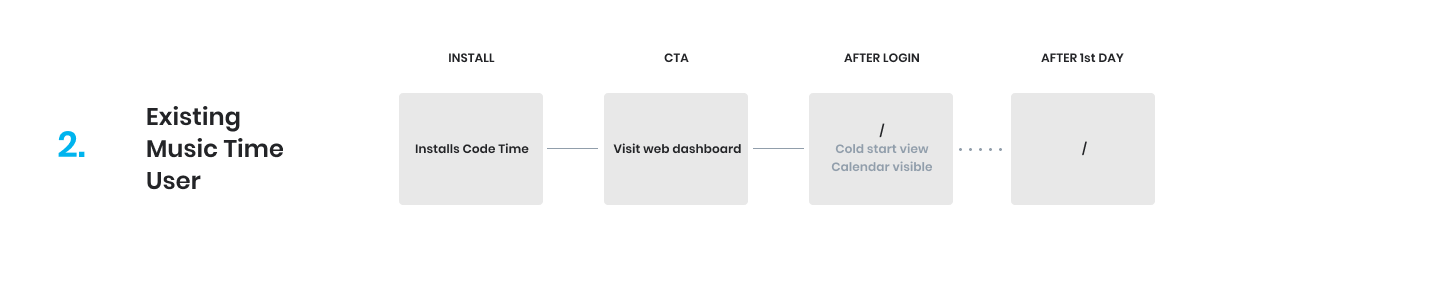 INSTALL
CTA
AFTER LOGIN
AFTER 1st DAY
2.
Existing
Music Time
User
Installs Code Time
Visit web dashboard
/
Cold start view
Calendar visible
/